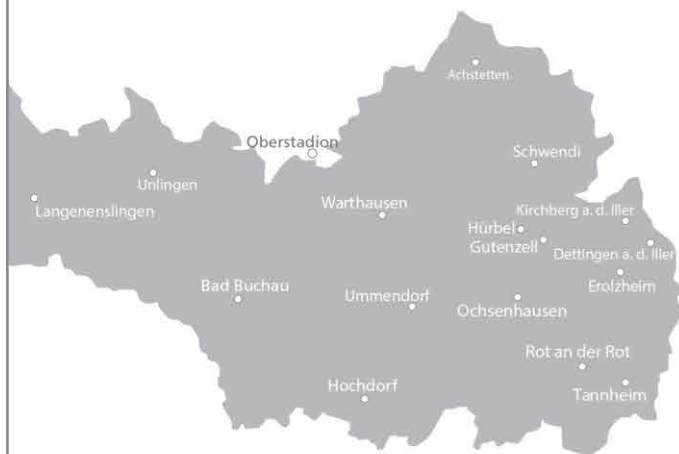 Achstetten
Oberstadion
Schwendi
Unlingen
Langenenslingen
Warthausen
Kirchberg a. d. Iller
Hürbel
Gutenzell
Dettingen a. d. Iller
Bad Buchau
Erolzheim
Ummendorf
Ochsenhausen
Rot an der Rot
Hochdorf
Tannheim